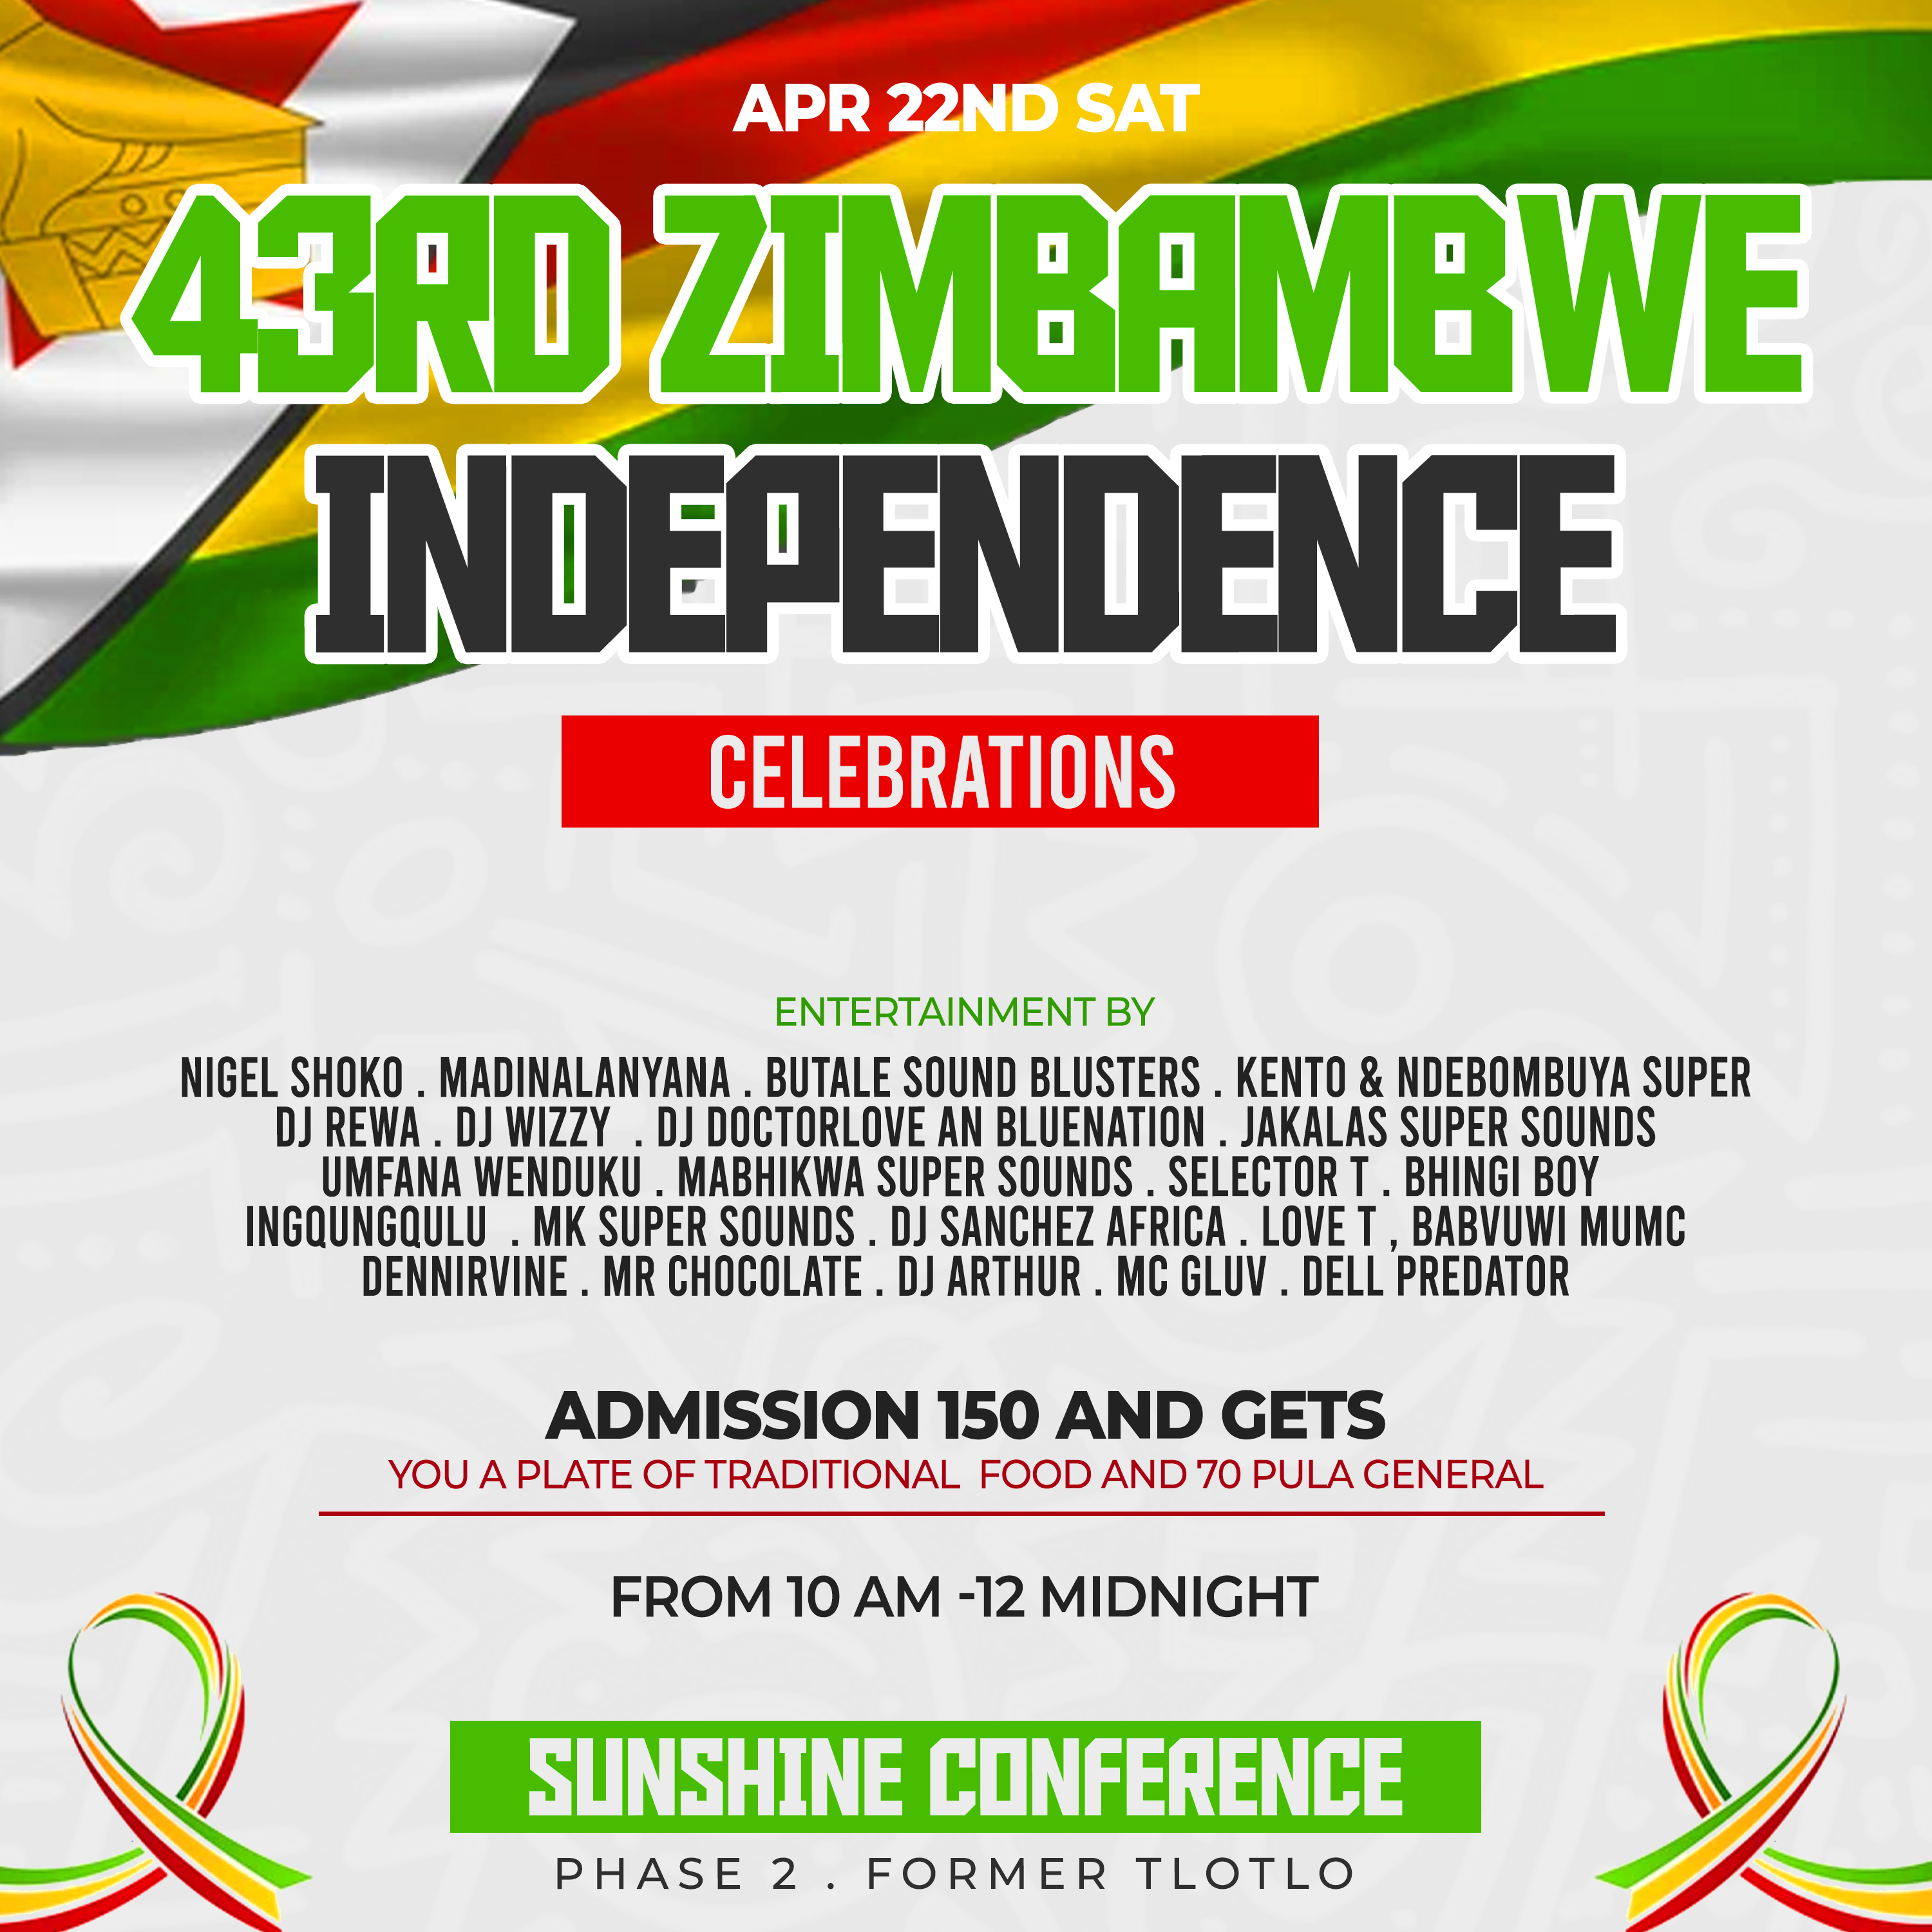 APR 22ND SAT
43RD ZIMBAMBWE
INDEPENDENCE
CELEBRATIONS
ENTERTAINMENT BY
NIGEL SHOKO . MADINALANYANA . BUTALE SOUND BLUSTERS . KENTO & NDEBOMBUYA SUPER
DJ REWA . DJ WIZZY . DJ DOCTORLOVE AN BLUENATION . JAKALAS SUPER SOUNDS
UMFANA WENDUKU . MABHIKWA SUPER SOUNDS . SELECTOR T . BHINGI BOY
INGQUNGQULU . MK SUPER SOUNDS . DJ SANCHEZ AFRICA . LOVE T , BABVUWI MUMC
DENNIRVINE . MR CHOCOLATE . DJ ARTHUR . MC GLUV . DELL PREDATOR
ADMISSION 150 AND GETS
YOU A PLATE OF TRADITIONAL FOOD AND 70 PULA GENERAL
FROM 10 AM -12 MIDNIGHT
SUNSHINE CONFERENCE
PHASE 2 . FORMER TLOTLO